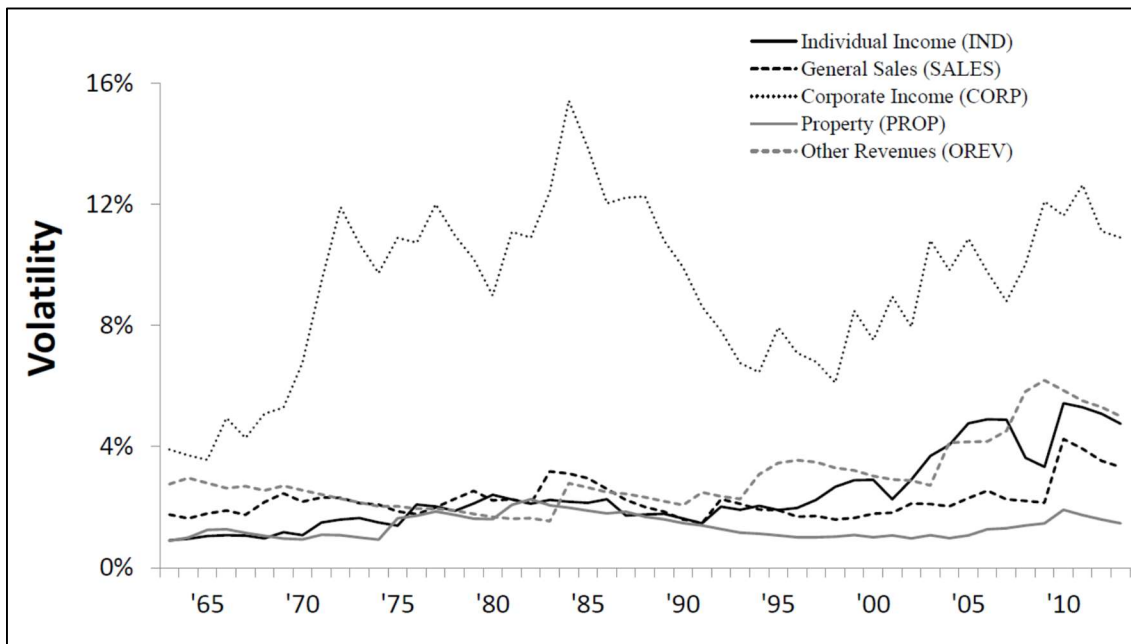 Individual Income (IND)
General Sales (SALES)
Corporate Income (CORP)
Property (PROP)
Other Revenues (OREV)
16%
12%
8%
4%
0%
Volatility
'65 '70 '75 '80 '85 '90 '95 '00 '05 '10